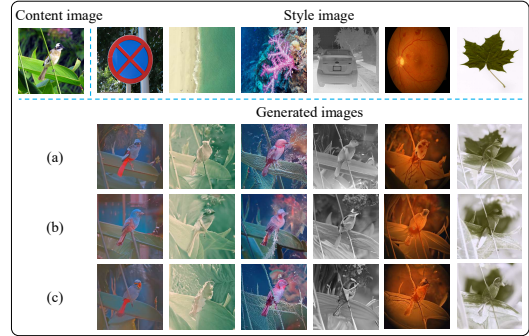 Content image
Style image
Generated images
(a)
(b)
(c)